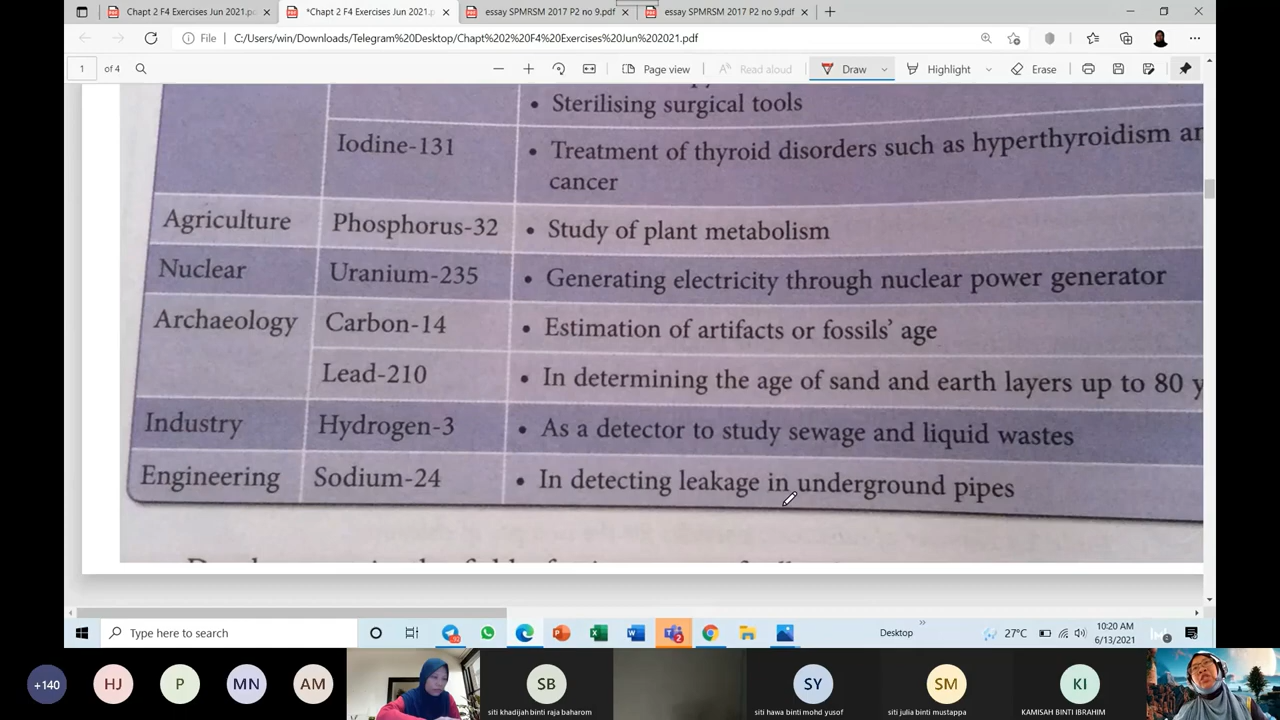 Chapt 2 F4 Exercises Jun 2021.p
*Chapt 2 F4 Exercises Jun 2021.p
essay SPMRSM 2017 P2 no 9.pdf
essay SPMRSM 2017 P2 no 9.pdf
File
C:/Users/win/Downloads/Telegram%20Desktop/Chapt%202%20F4%20Exercises%20Jun%202021.pdf
1 of 4
Page view
Read aloud
Draw
Highlight
Erase
• Sterilising surgical tools
Iodine-131 • Treatment of thyroid disorders such as hyperthyroidism
cancer
Agriculture Phosphorus-32 • Study of plant metabolism
Nuclear Uranium-235 • Generating electricity through nuclear power generator
Archaeology Carbon-14 • Estimation of artifacts or fossils' age
Lead-210 • In determining the age of sand and earth layers up to 80 y
Industry Hydrogen-3 • As a detector to study sewage and liquid wastes
Engineering Sodium-24 • In detecting leakage in underground pipes
Type here to search
Desktop
27°C
10:20 AM
6/13/2021
+140 HJ P MN AM SB SY SM KI
siti khadijah binti raja baharom
siti hawa binti mohd yusof
siti julia binti mustappa
KAMISAH BINTI IBRAHIM